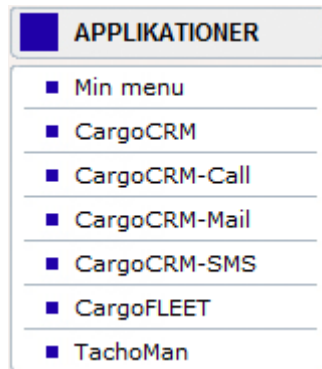 APPLIKATIONER
Min menu
CargoCRM
CargoCRM-Call
CargoCRM-Mail
CargoCRM-SMS
CargoFLEET
TachoMan